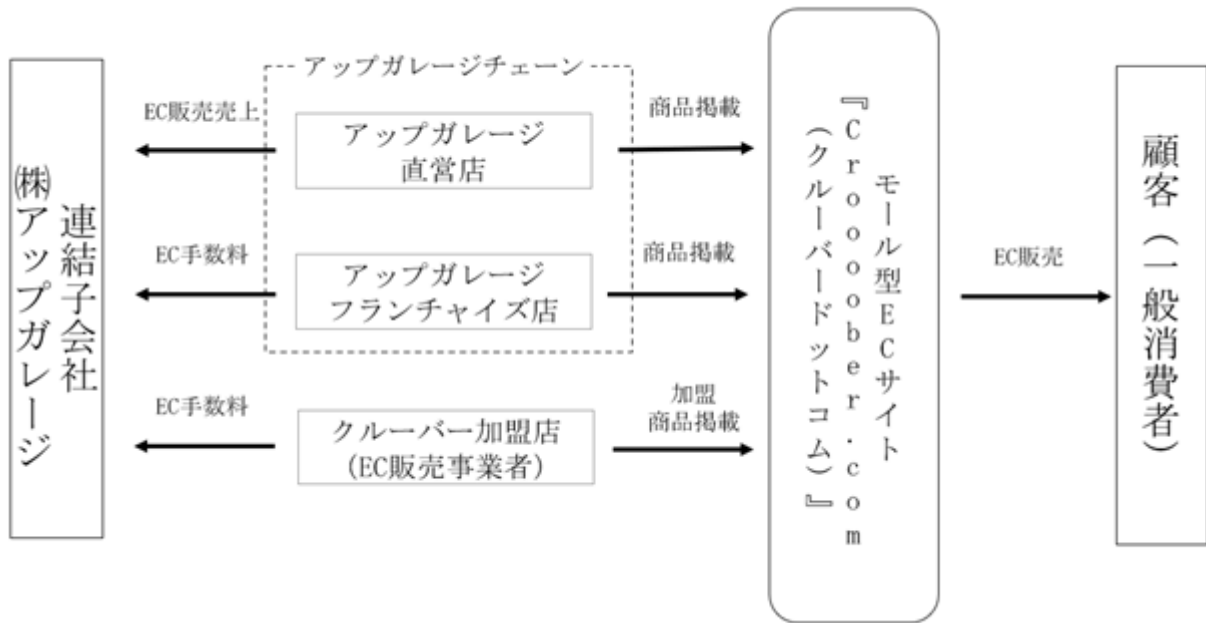 連結子会社
㈱アップガレージ
アップガレージチェーン
EC販売売上
アップガレージ
直営店
商品掲載
EC手数料
アップガレージ
フランチャイズ店
商品掲載
EC手数料
クルーバー加盟店
(EC販売事業者)
加盟
商品掲載
モール型ECサイト
『Croooober.com
(クルーバードットコム)』
EC販売
顧客(一般消費者)